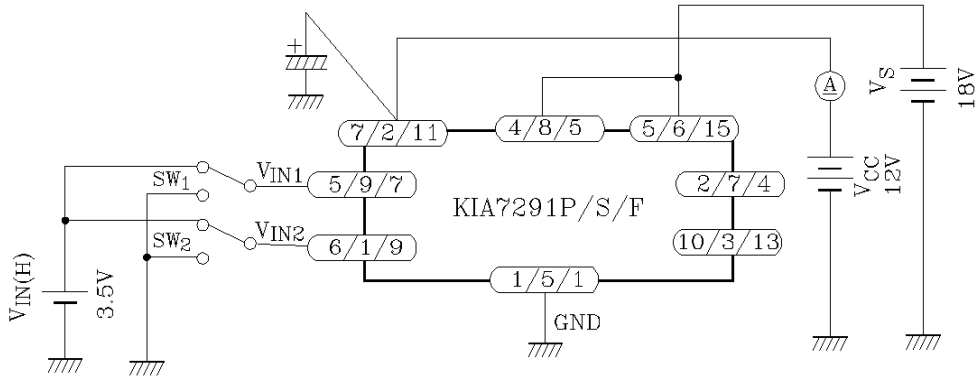 +
7/2/11
4/8/5
5/6/15
A
VS
18V
SW1
VIN1
5/9/7
KIA7291P/S/F
2/7/4
VCC
12V
SW2
VIN2
6/1/9
10/3/13
VIN(H)
3.5V
1/5/1
GND